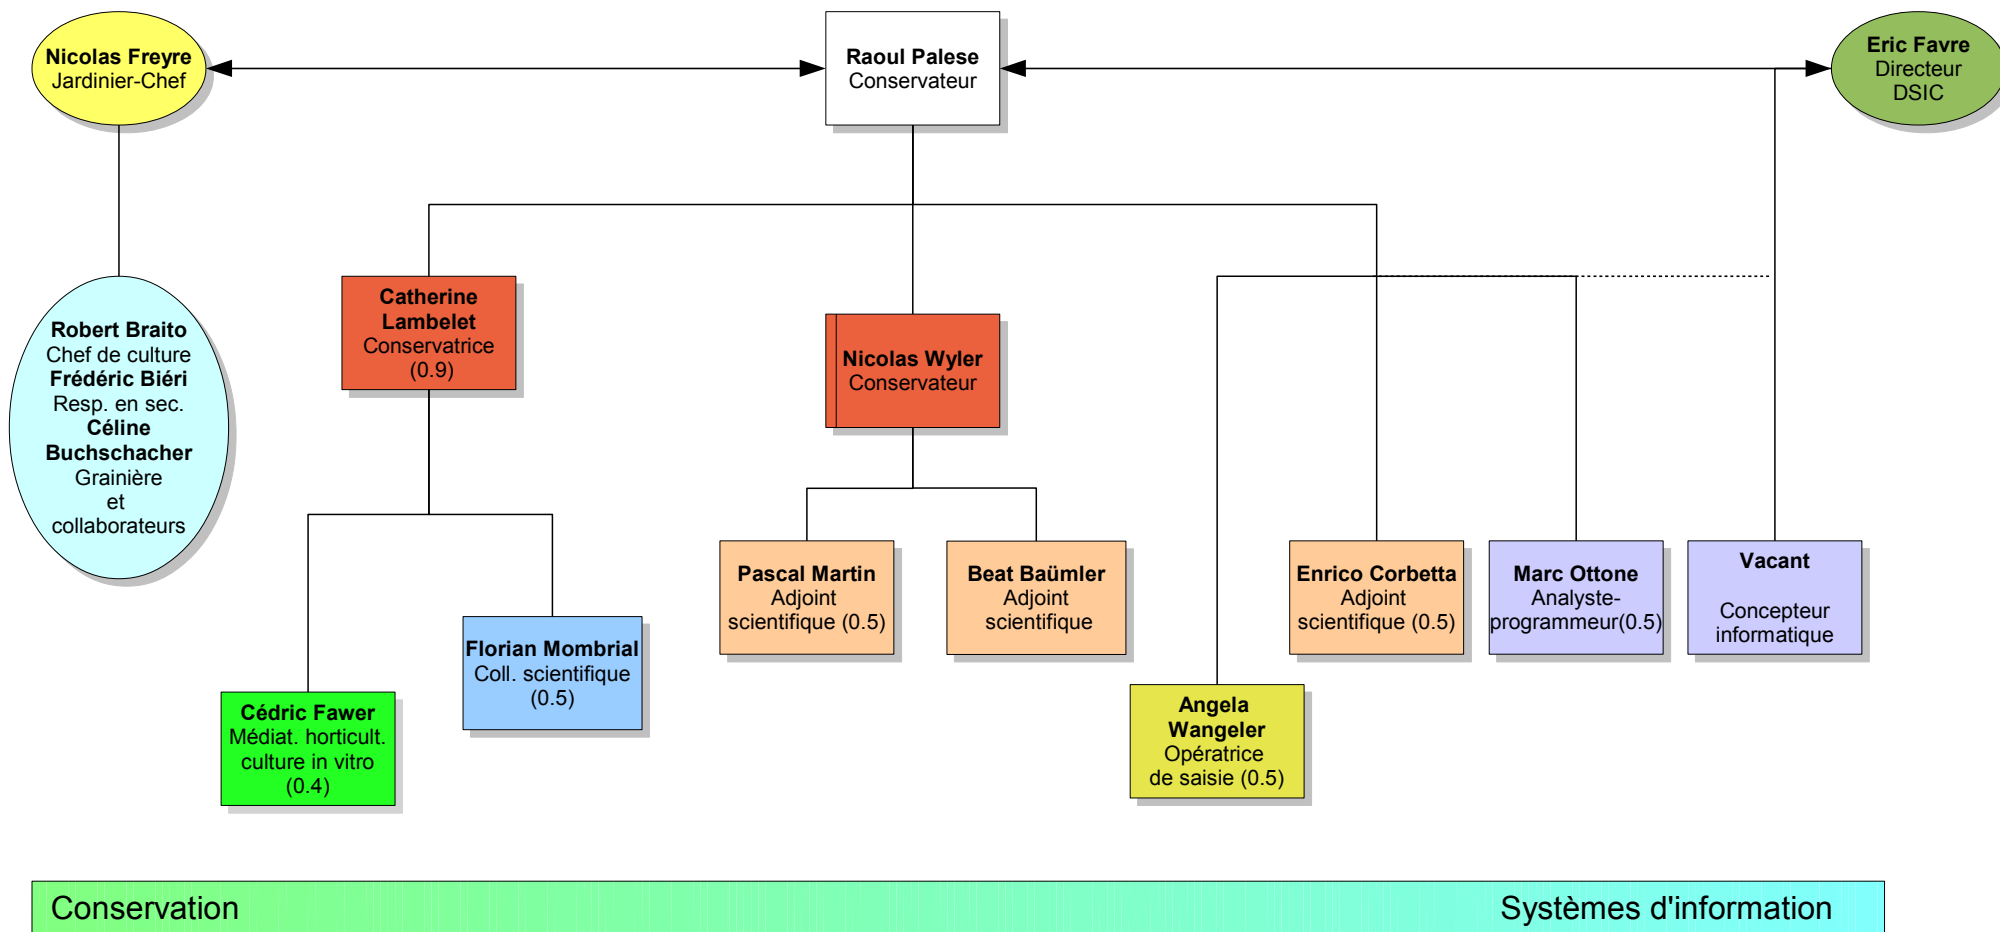 Nicolas Freyre
Jardinier-Chef
Raoul Palese
Conservateur
Eric Favre
Directeur
DSIC
Robert Braito
Chef de culture
Frédéric Biéri
Resp. en sec.
Céline
Buchschacher
Grainière
et
collaborateurs
Catherine
Lambelet
Conservatrice
(0.9)
Nicolas Wyler
Conservateur
Pascal Martin
Adjoint
scientifique (0.5)
Beat Baümler
Adjoint
scientifique
Enrico Corbetta
Adjoint
scientifique (0.5)
Marc Ottone
Analyste-
programmeur(0.5)
Vacant
Concepteur
informatique
Florian Mombrial
Coll. scientifique
(0.5)
Cédric Fawer
Médiat. horticult.
culture in vitro
(0.4)
Angela
Wangeler
Opératrice
de saisie (0.5)
Conservation
Systèmes d'information